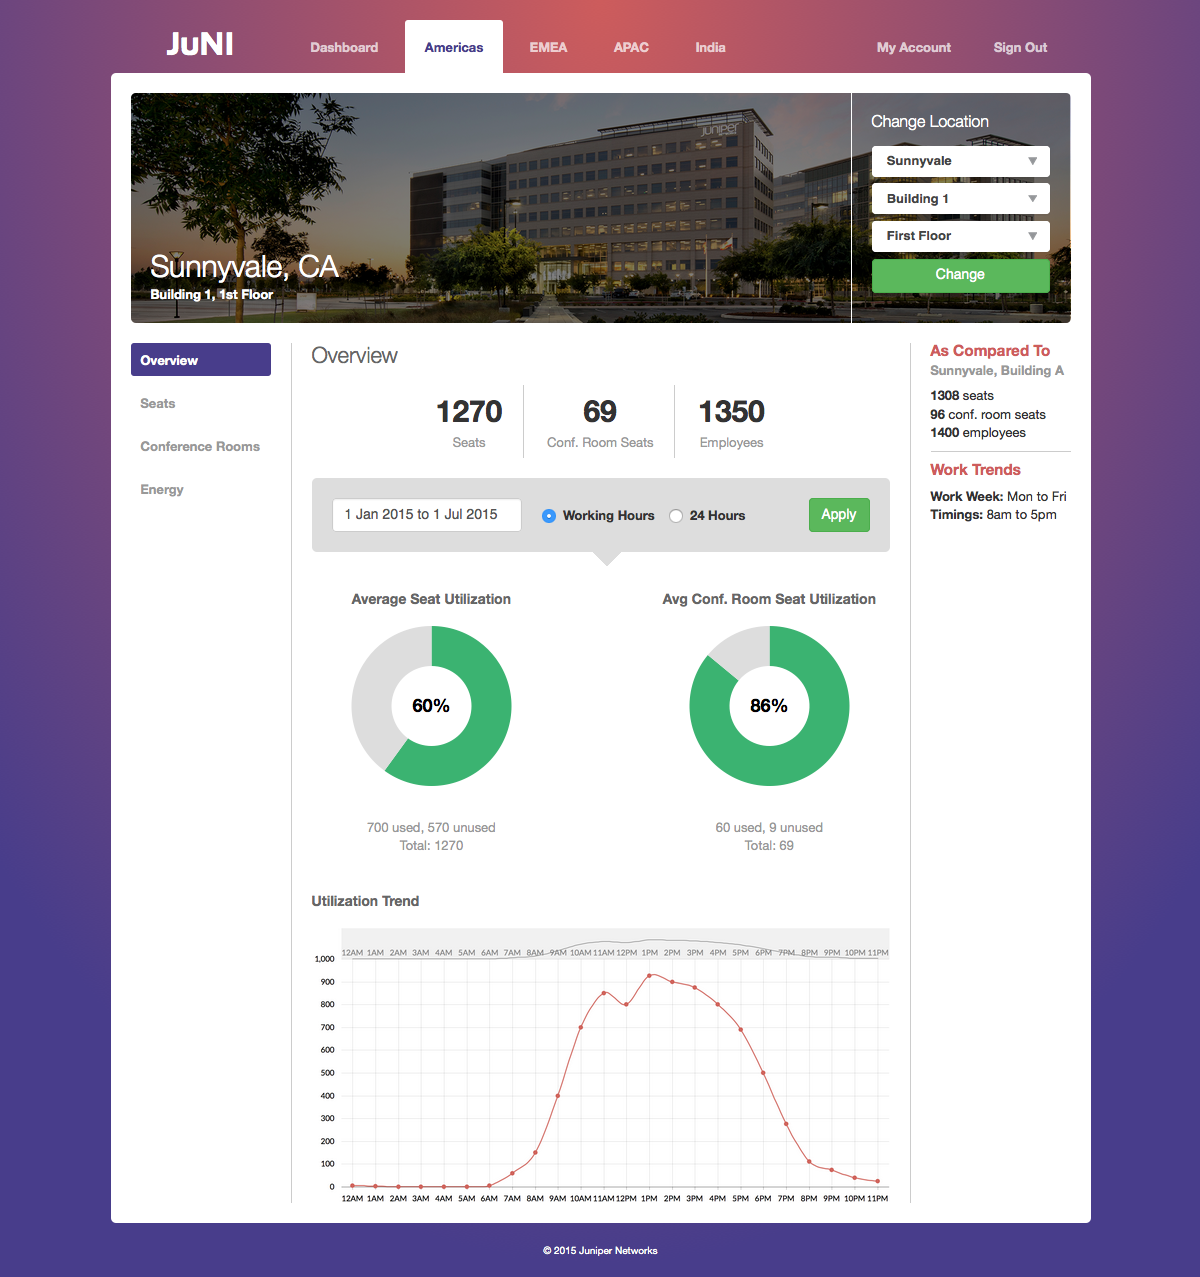 JuNI
Dashboard
Americas
EMEA
APAC
India
My Account
Sign Out
juniper
Sunnyvale, CA
Building 1, 1st Floor
Change Location
Sunnyvale
Building 1
First Floor
Change
Overview
Seats
Conference Rooms
Energy
Overview
1270
Seats
69
Conf. Room Seats
1350
Employees
1 Jan 2015 to 1 Jul 2015
Working Hours
24 Hours
Apply
Average Seat Utilization
60%
700 used, 570 unused
Total: 1270
Avg Conf. Room Seat Utilization
86%
60 used, 9 unused
Total: 69
Utilization Trend
12AM 1AM 2AM 3AM 4AM 5AM 6AM 7AM 8AM 9AM 10AM 11AM 12PM 1PM 2PM 3PM 4PM 5PM 6PM 7PM 8PM 9PM 10PM 11PM
1,000
900
800
700
600
500
400
300
200
100
0
12AM 1AM 2AM 3AM 4AM 5AM 6AM 7AM 8AM 9AM 10AM 11AM 12PM 1PM 2PM 3PM 4PM 5PM 6PM 7PM 8PM 9PM 10PM 11PM
As Compared To
Sunnyvale, Building A
1308 seats
96 conf. room seats
1400 employees
Work Trends
Work Week: Mon to Fri
Timings: 8am to 5pm
© 2015 Juniper Networks